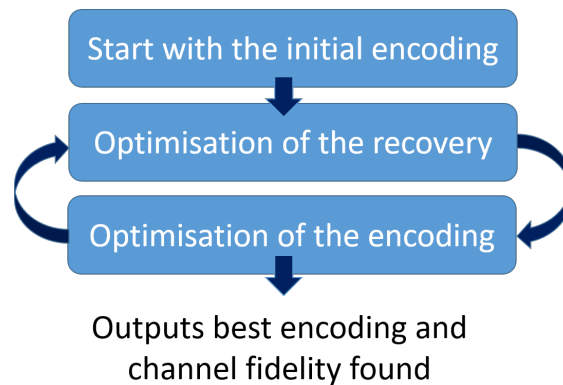 Start with the initial encoding
Optimisation of the recovery
Optimisation of the encoding
Outputs best encoding and
channel fidelity found